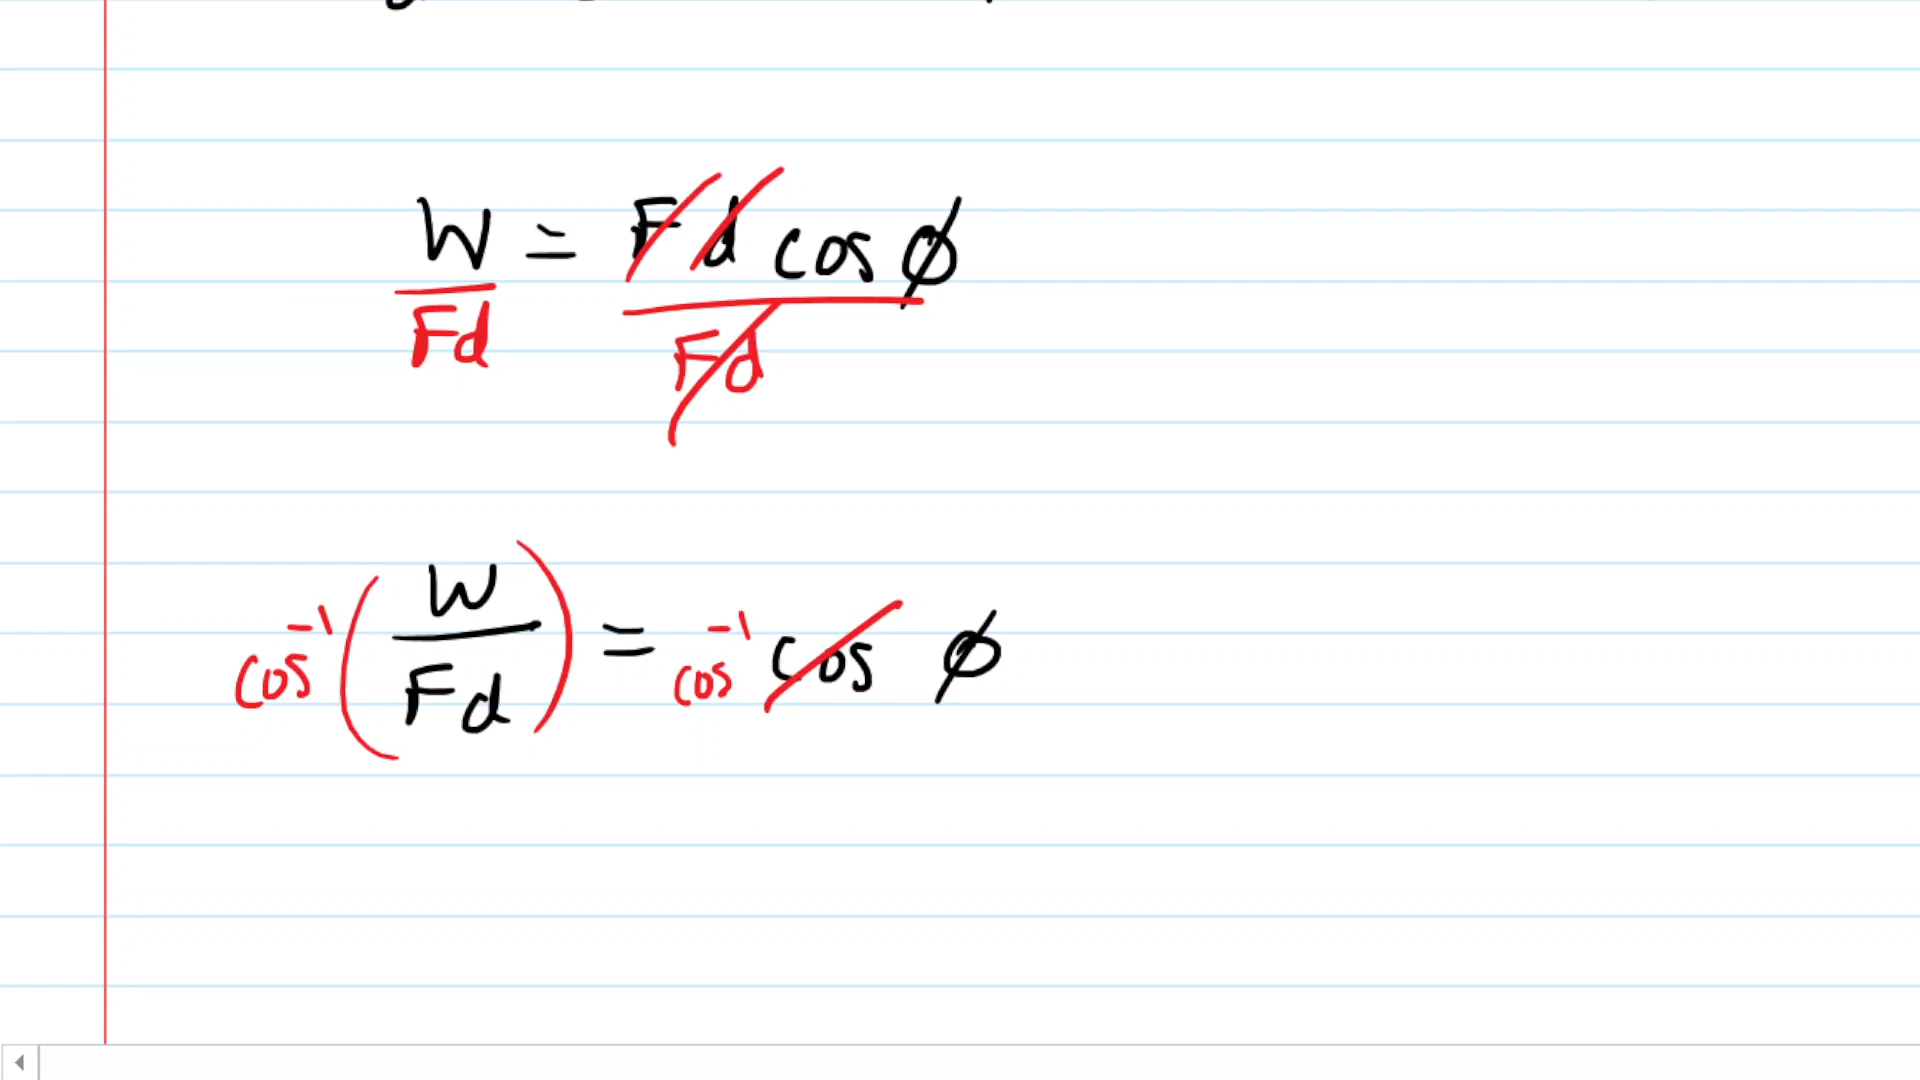 W = Fd cos ϕ
Fd Fd
cos⁻¹ ( W / Fd ) = cos⁻¹ cos ϕ